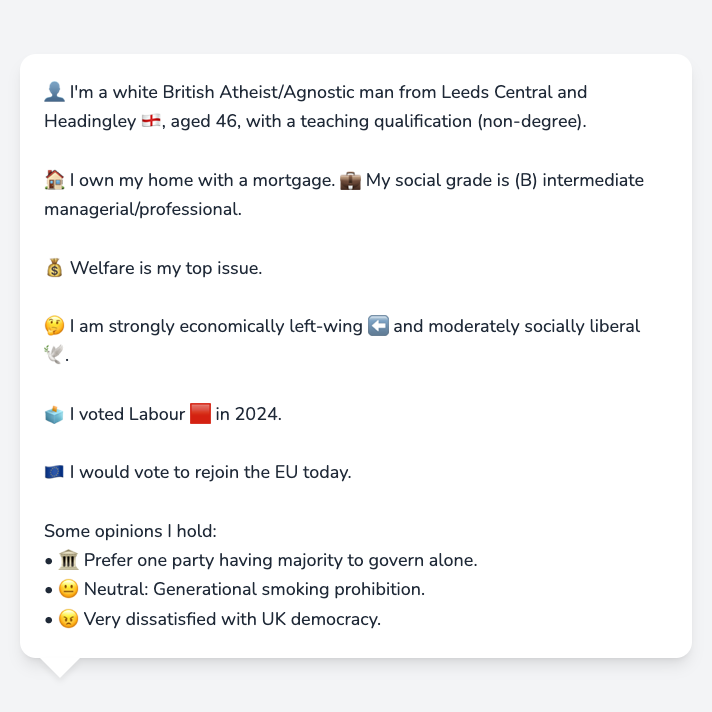 👤 I'm a white British Atheist/Agnostic man from Leeds Central and
Headingley 🏴󠁧󠁢󠁥󠁮󠁧󠁿, aged 46, with a teaching qualification (non-degree).
🏠 I own my home with a mortgage. 💼 My social grade is (B) intermediate
managerial/professional.
💰 Welfare is my top issue.
🤔 I am strongly economically left-wing ⬅️ and moderately socially liberal
🕊️.
🗳️ I voted Labour 🟥 in 2024.
🇪🇺 I would vote to rejoin the EU today.
Some opinions I hold:
• 🏛️ Prefer one party having majority to govern alone.
• 😐 Neutral: Generational smoking prohibition.
• 😠 Very dissatisfied with UK democracy.